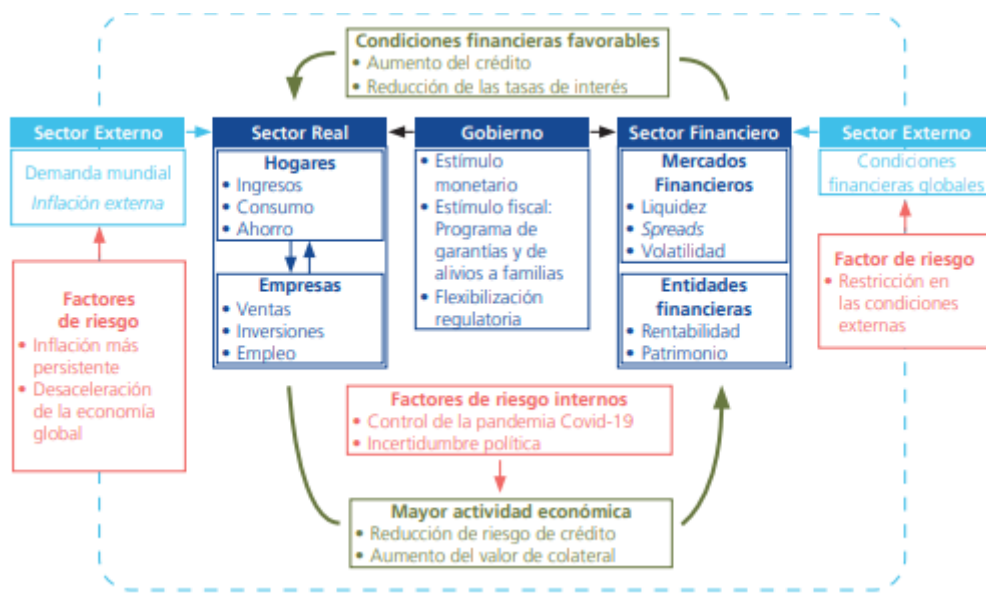 Condiciones financieras favorables
• Aumento del crédito
• Reducción de las tasas de interés
Sector Externo
Demanda mundial
Inflación externa
Factores
de riesgo
• Inflación más
persistente
• Desaceleración
de la economía
global
Sector Real
Hogares
• Ingresos
• Consumo
• Ahorro
Empresas
• Ventas
• Inversiones
• Empleo
Gobierno
• Estímulo
monetario
• Estímulo fiscal:
Programa de
garantías y de
alivios a familias
• Flexibilización
regulatoria
Sector Financiero
Mercados
Financieros
• Liquidez
• Spreads
• Volatilidad
Entidades
financieras
• Rentabilidad
• Patrimonio
Sector Externo
Condiciones
financieras globales
Factor de riesgo
• Restricción en
las condiciones
externas
Factores de riesgo internos
• Control de la pandemia Covid-19
• Incertidumbre política
Mayor actividad económica
• Reducción de riesgo de crédito
• Aumento del valor de colateral